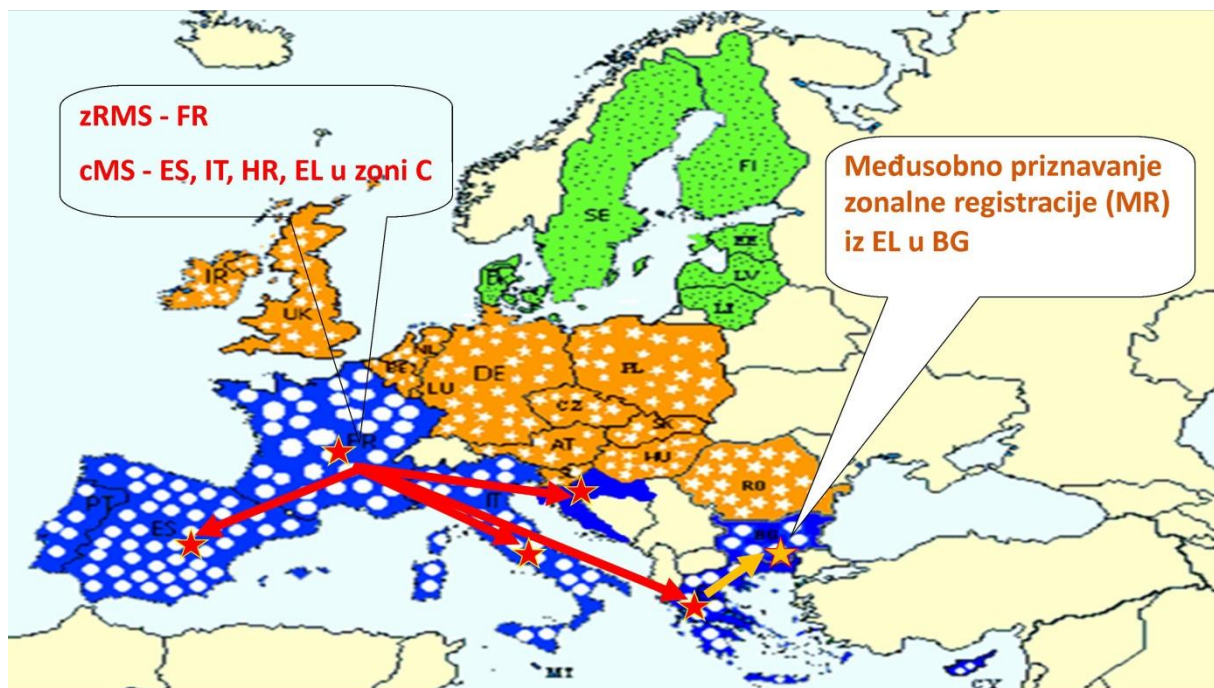 zRMS - FR
cMS - ES, IT, HR, EL u zoni C
Međusobno priznavanje
zonalne registracije (MR)
iz EL u BG
SE
FI
EE
LV
LI
IR
UK
NL
BE
LU
DE
PL
CZ
SK
AT
HU
FR
RO
IT
PT
ES
BG
MT
CY